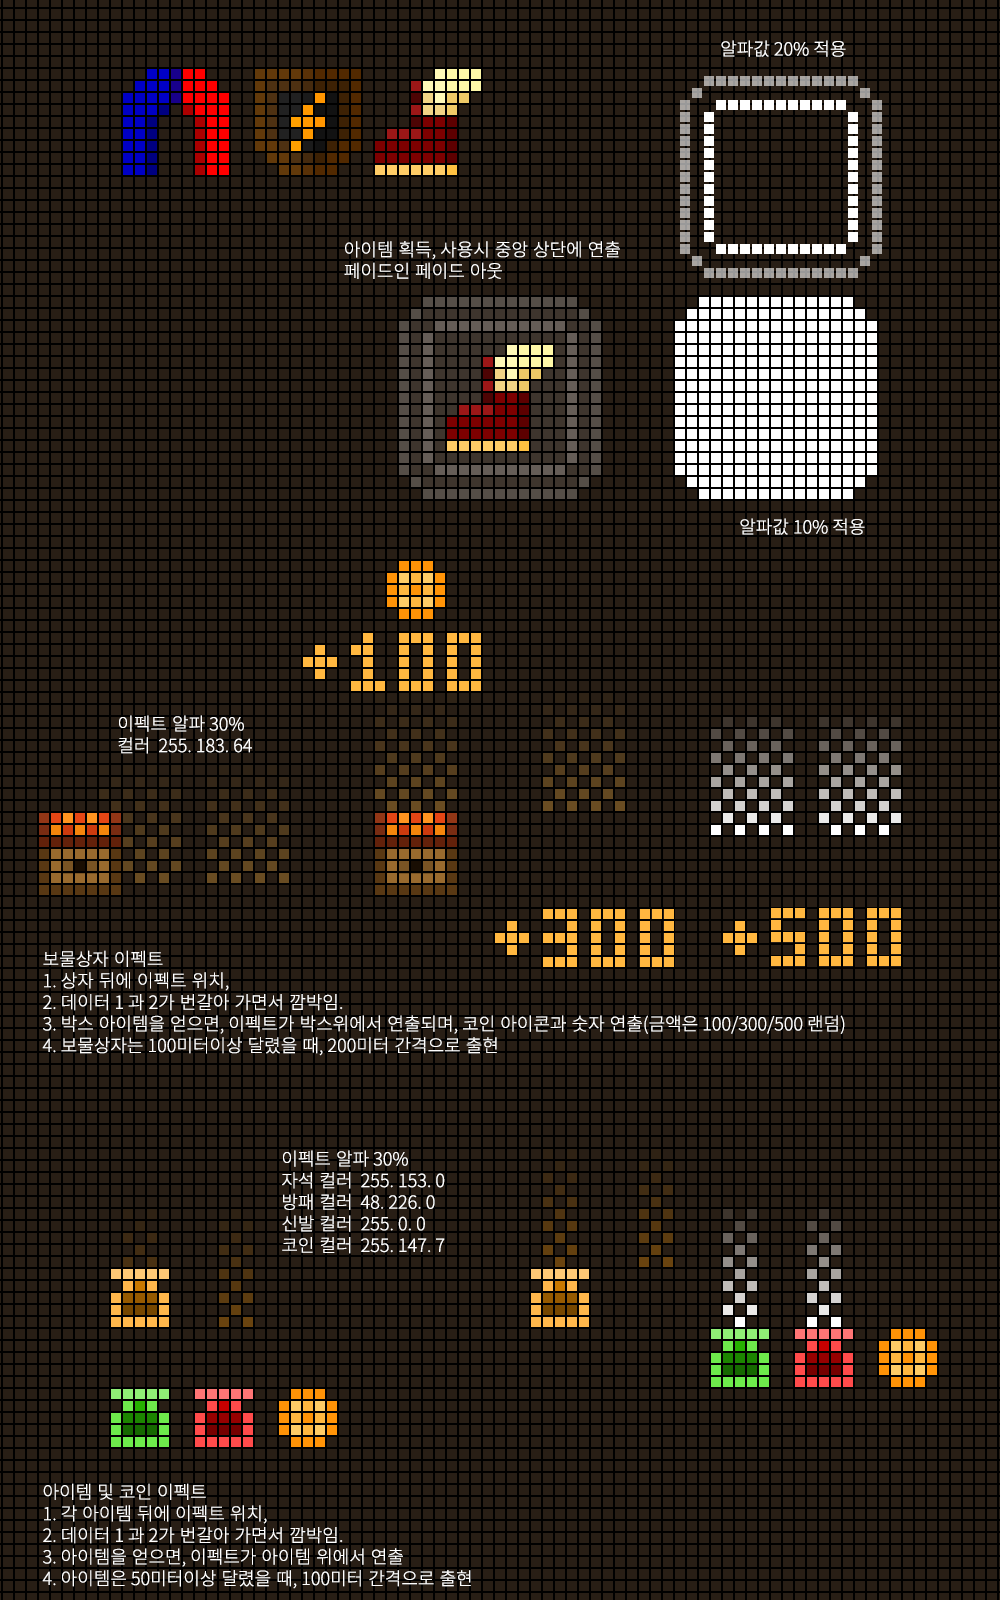 알파값 20% 적용
아이템 획득, 사용시 중앙 상단에 연출
페이드인 페이드 아웃
알파값 10% 적용
+100
이펙트 알파 30%
컬러 255. 183. 64
+300 +500
보물상자 이펙트
1. 상자 뒤에 이펙트 위치,
2. 데이터 1 과 2가 번갈아 가면서 깜박임.
3. 박스 아이템을 얻으면, 이펙트가 박스위에서 연출되며, 코인 아이콘과 숫자 연출(금액은 100/300/500 랜덤)
4. 보물상자는 100미터이상 달렸을 때, 200미터 간격으로 출현
이펙트 알파 30%
자석 컬러 255. 153. 0
방패 컬러 48. 226. 0
신발 컬러 255. 0. 0
코인 컬러 255. 147. 7
아이템 및 코인 이펙트
1. 각 아이템 뒤에 이펙트 위치,
2. 데이터 1 과 2가 번갈아 가면서 깜박임.
3. 아이템을 얻으면, 이펙트가 아이템 위에서 연출
4. 아이템은 50미터이상 달렸을 때, 100미터 간격으로 출현